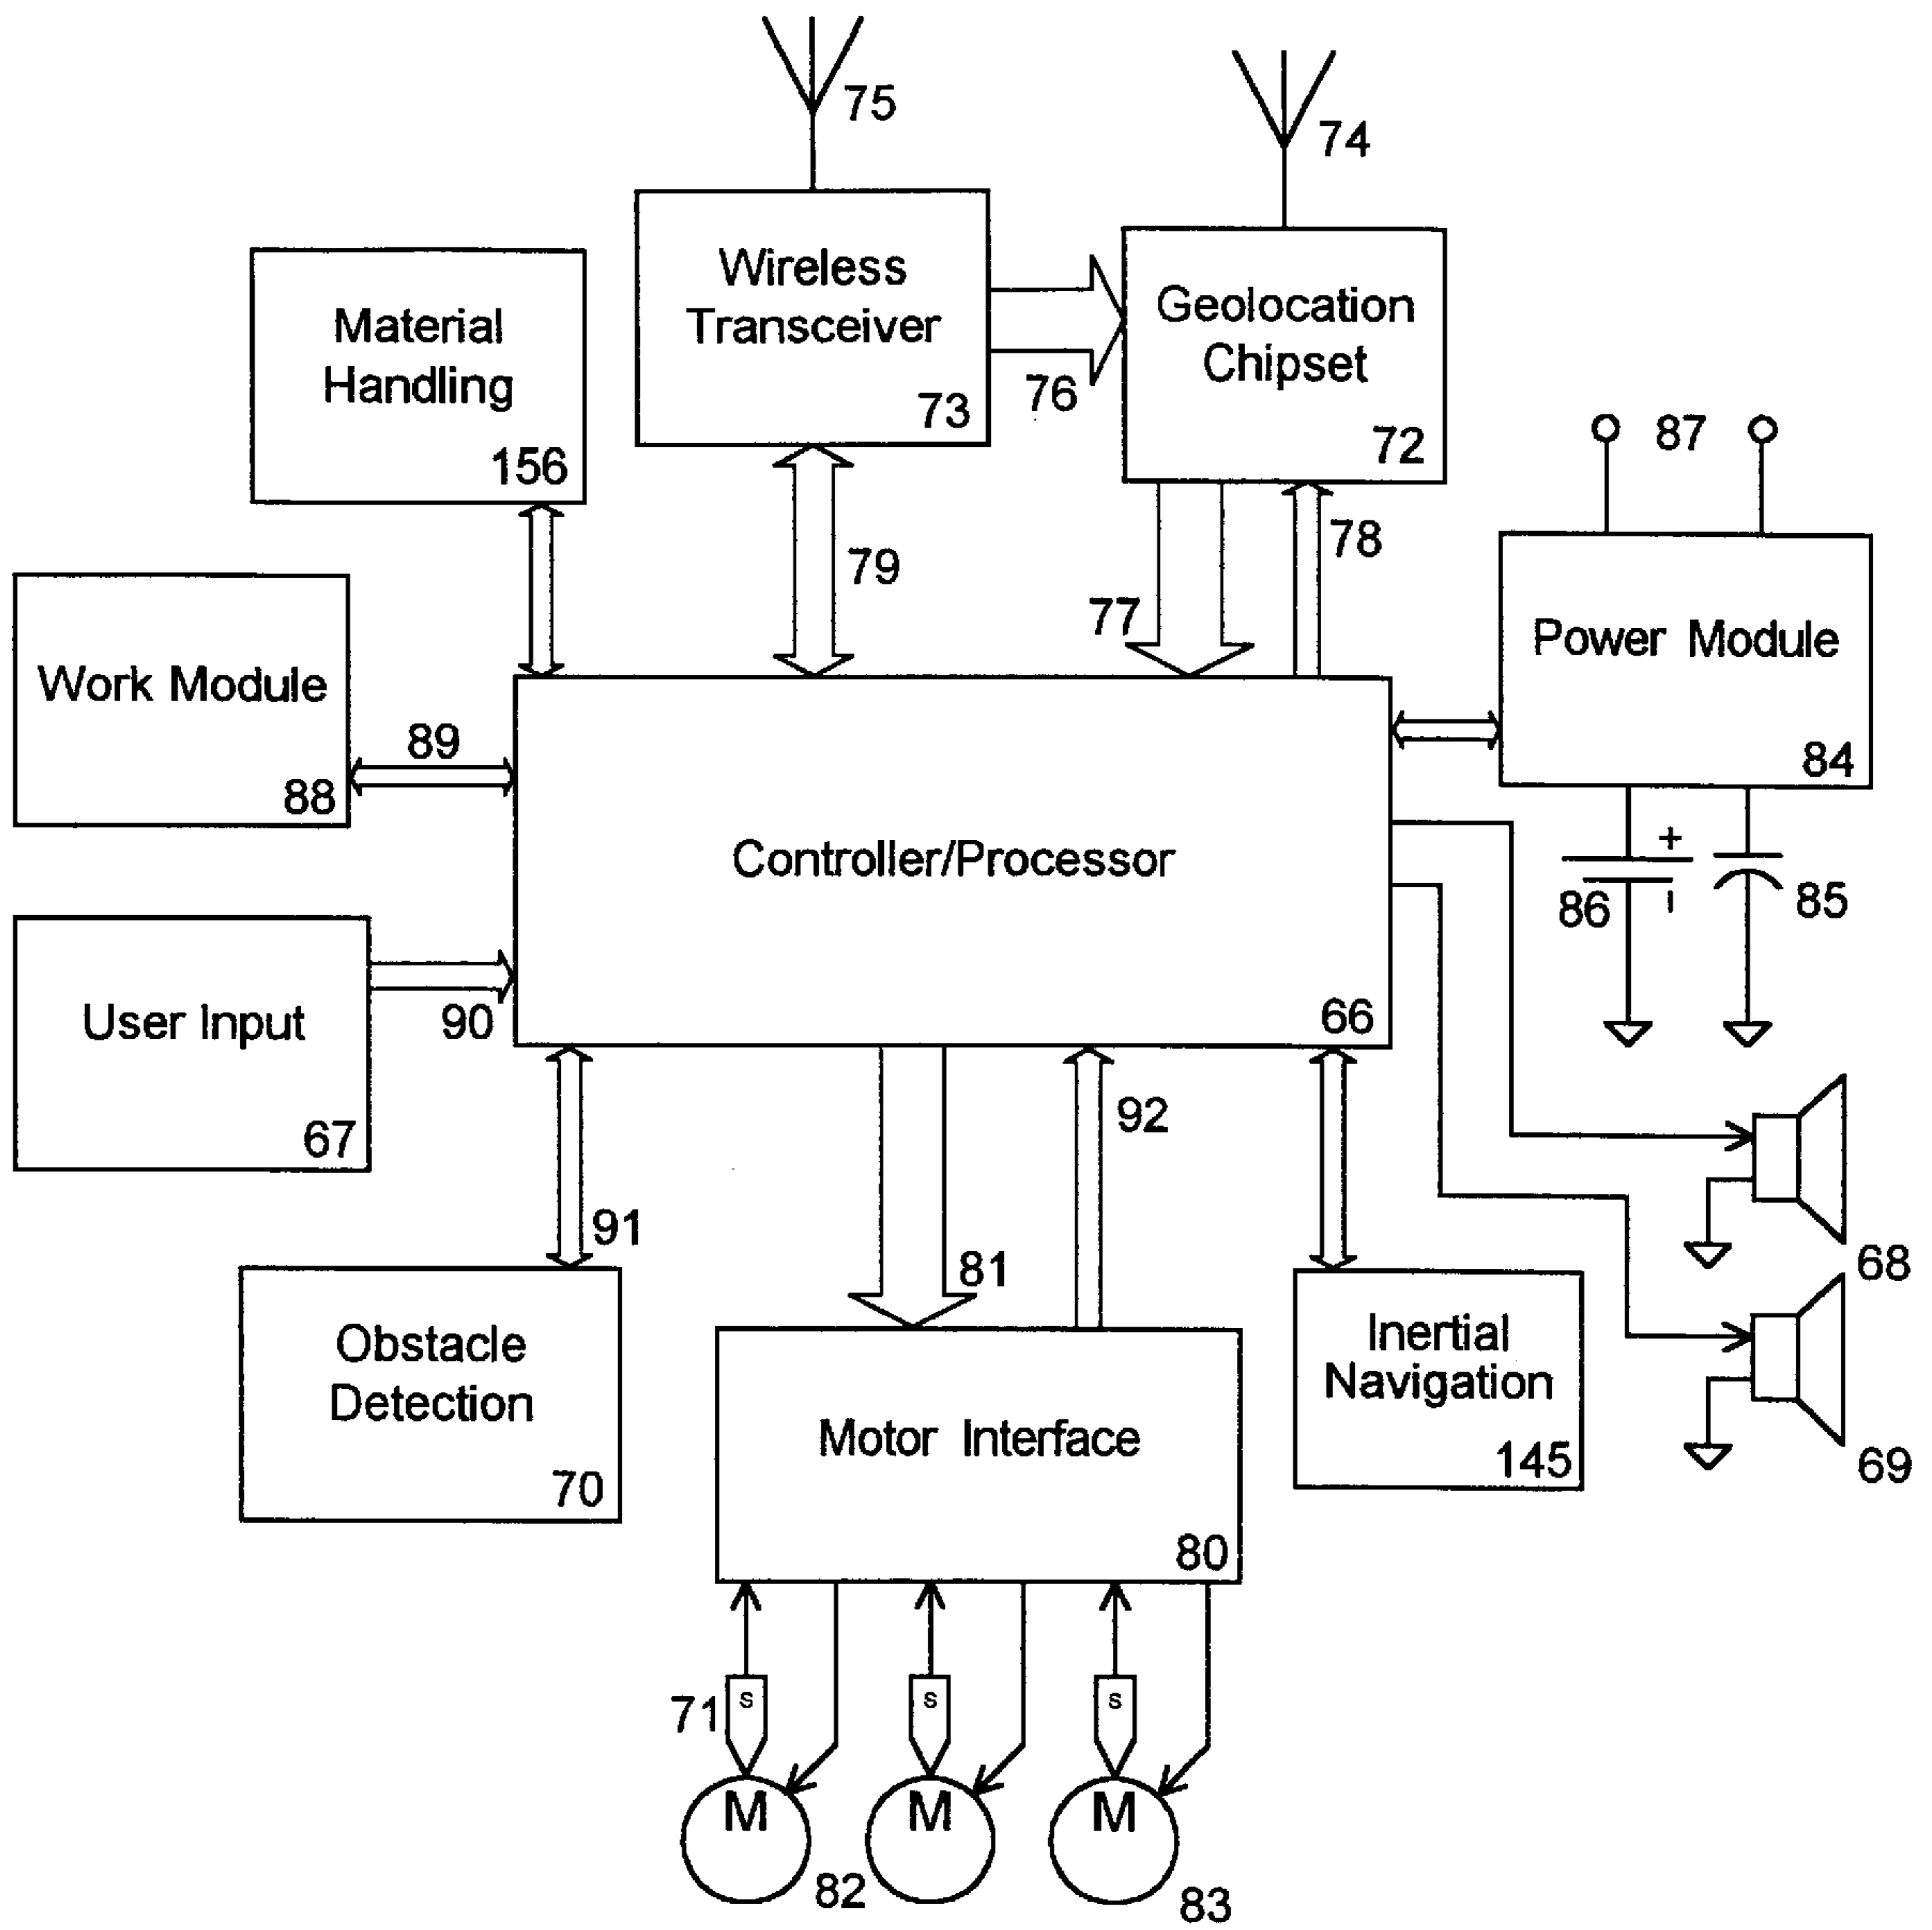 75
74
Wireless
Transceiver
73
76
Geolocation
Chipset
72
Material
Handling
156
87
79
77
78
Power Module
84
Work Module
88
89
Controller/Processor
66
+
86
85
User Input
67
90
92
91
81
68
Obstacle
Detection
70
Motor Interface
80
Inertial
Navigation
145
69
71
s
s
s
M
M
M
82
83